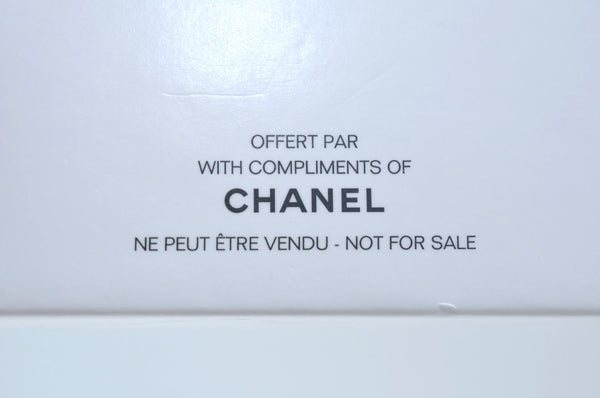 OFFERT PAR
WITH COMPLIMENTS OF
CHANEL
NE PEUT ÊTRE VENDU - NOT FOR SALE